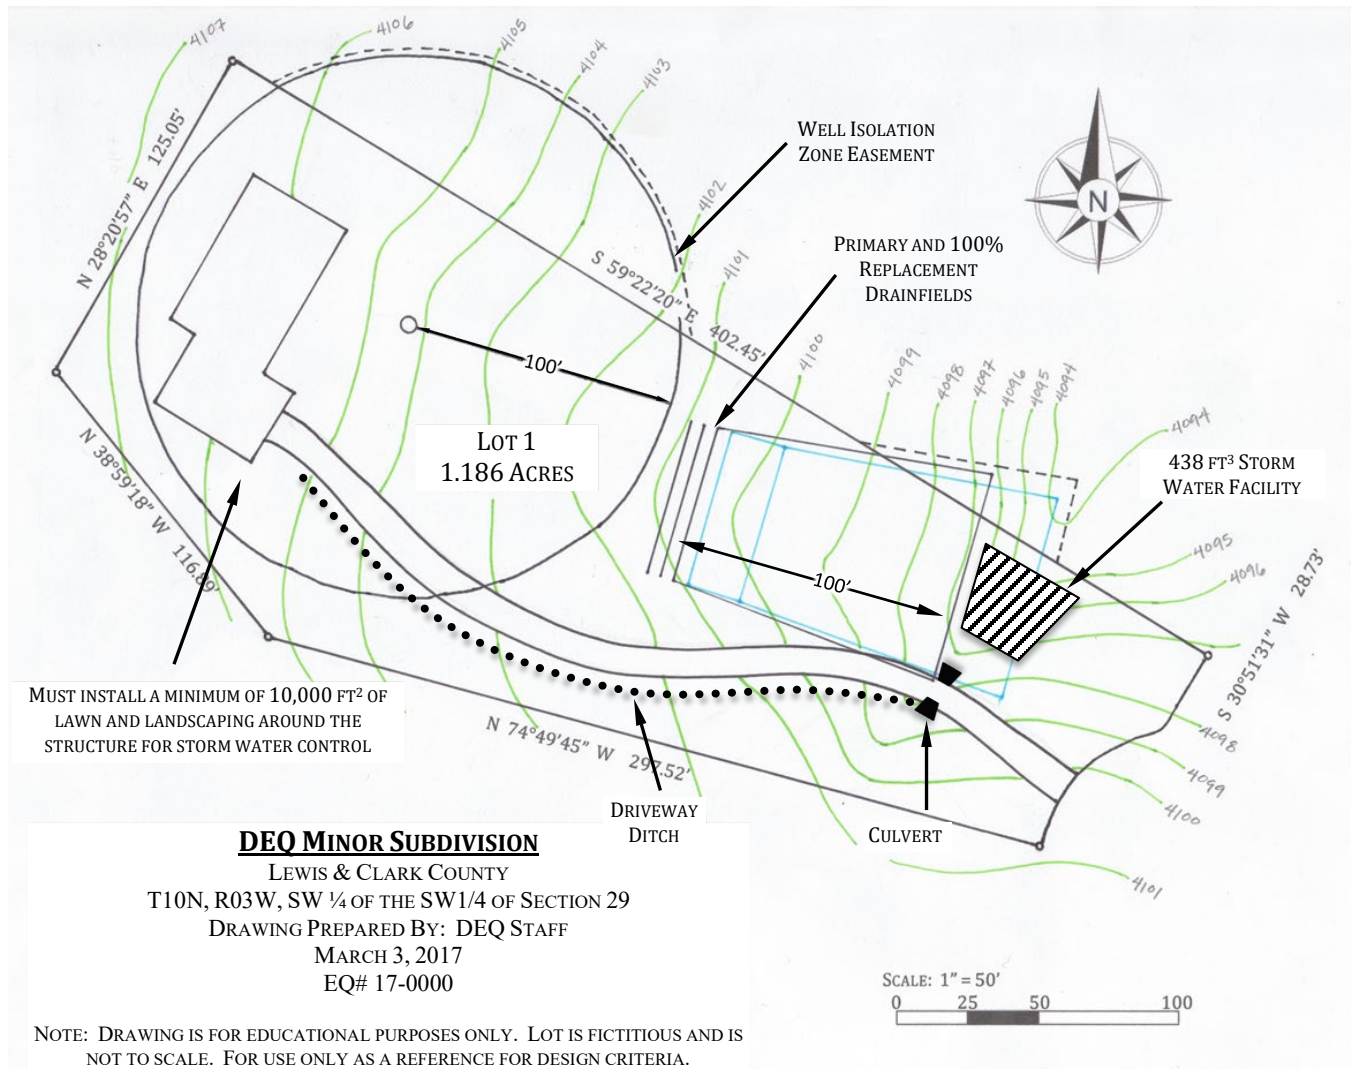 4107
4106
4105
4104
4103
4102
4101
4100
4099
4098
4097
4096
4095
4094
4094
4095
4096
4098
4099
4100
4101
N 28°20'57" E 125.05'
WELL ISOLATION
ZONE EASEMENT
N
PRIMARY AND 100%
REPLACEMENT
DRAINFIELDS
S 59°22'20" E 402.45'
100'
LOT 1
1.186 ACRES
N 38°59'18" W 116.89'
438 FT³ STORM
WATER FACILITY
100'
S 30°51'31" W 28.73'
MUST INSTALL A MINIMUM OF 10,000 FT² OF
LAWN AND LANDSCAPING AROUND THE
STRUCTURE FOR STORM WATER CONTROL
N 74°49'45" W 297.52'
DRIVEWAY
DITCH
CULVERT
DEQ MINOR SUBDIVISION
LEWIS & CLARK COUNTY
T10N, R03W, SW ¼ OF THE SW1/4 OF SECTION 29
DRAWING PREPARED BY: DEQ STAFF
MARCH 3, 2017
EQ# 17-0000
SCALE: 1" = 50'
0 25 50 100
NOTE: DRAWING IS FOR EDUCATIONAL PURPOSES ONLY. LOT IS FICTITIOUS AND IS
NOT TO SCALE. FOR USE ONLY AS A REFERENCE FOR DESIGN CRITERIA.